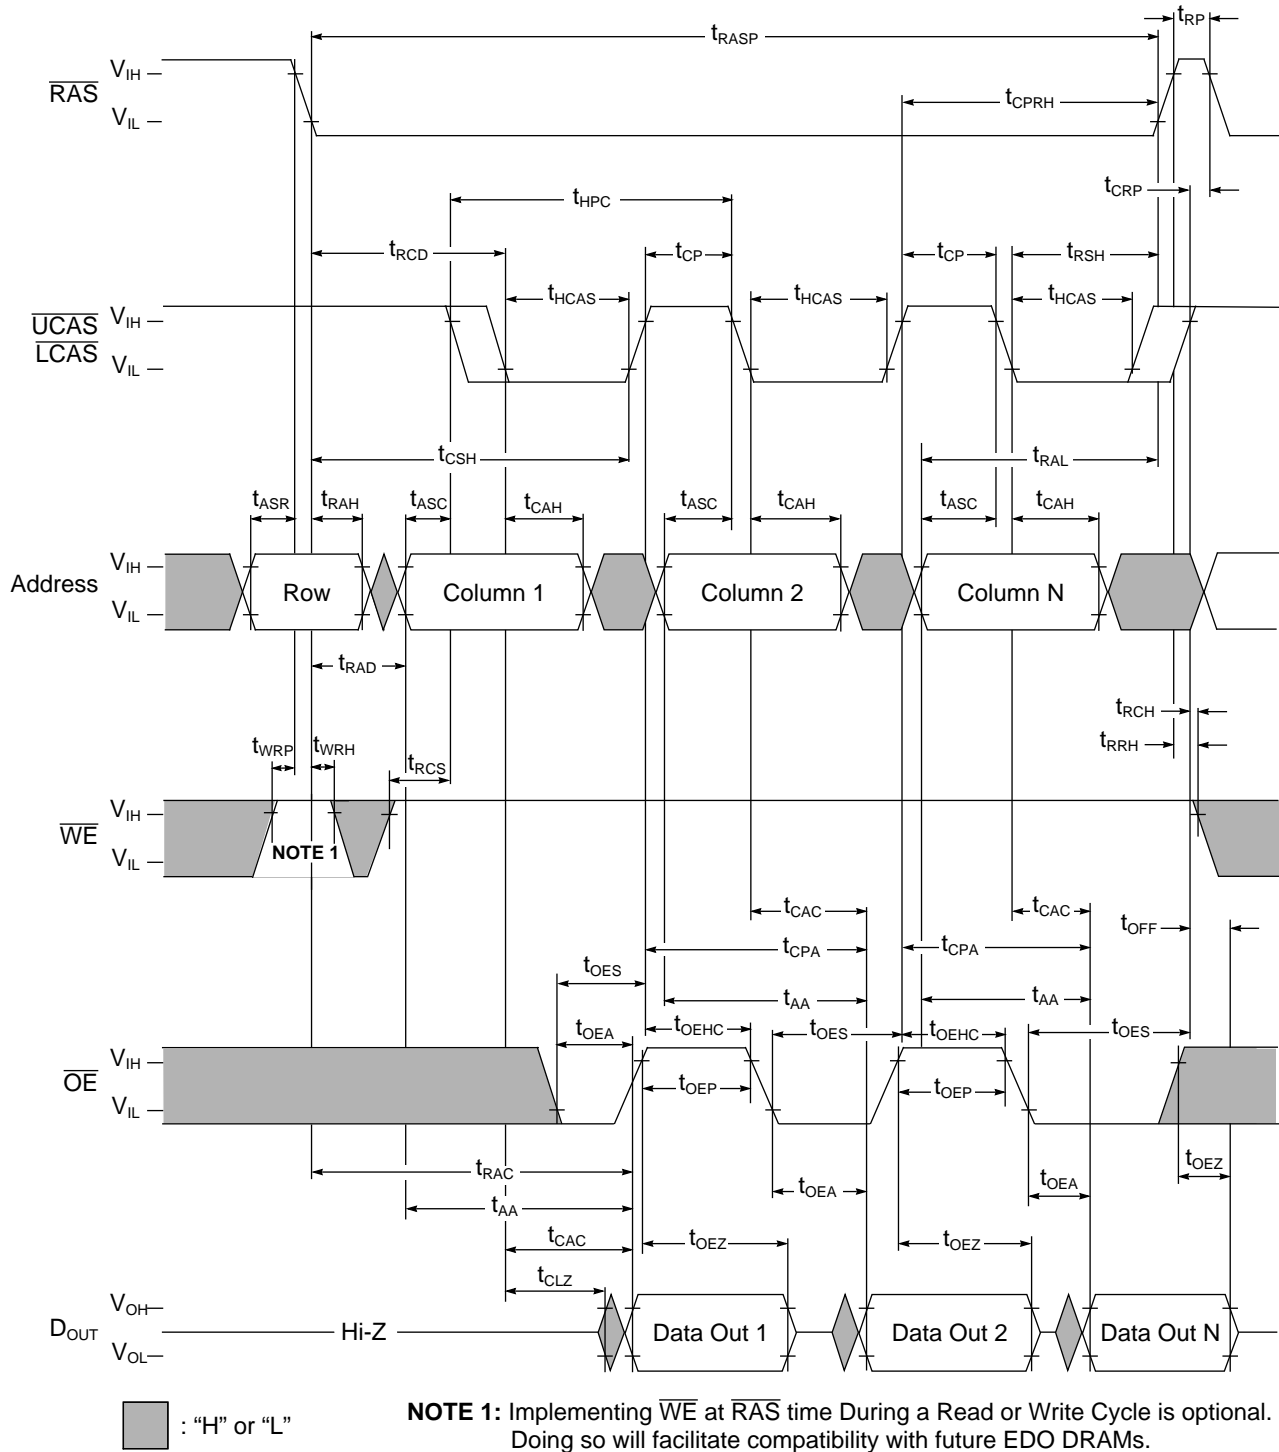 tRP
tRASP
RAS VIH
VIL
tCPRH
tCRP
tHPC
tRCD tCP tCP tRSH
tHCAS tHCAS tHCAS
UCAS VIH
LCAS
VIL
tCSH tRAL
tASR tRAH tASC tCAH tASC tCAH tASC tCAH
Address VIH
VIL
Row Column 1 Column 2 Column N
tRAD
tRCH
tRRH
tWRP tWRH tRCS
WE VIH
VIL
NOTE 1
tCAC tCAC
tOFF
tCPA tCPA
tOES
tAA tAA
tOEA tOEHC tOES tOEHC tOES
OE VIH
VIL
tOEP tOEP
tRAC tOEZ
tOEA tOEA
tAA
tCAC tOEZ tOEZ
tCLZ
DOUT VOH
VOL
Hi-Z Data Out 1 Data Out 2 Data Out N
: “H” or “L”
NOTE 1: Implementing WE at RAS time During a Read or Write Cycle is optional.
Doing so will facilitate compatibility with future EDO DRAMs.